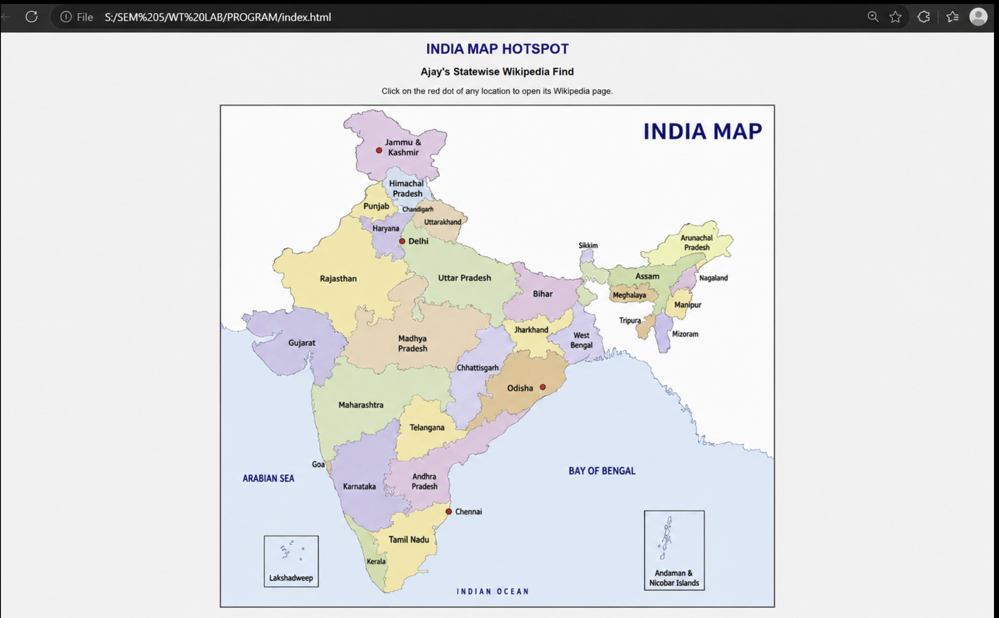 File S:/SEM%205/WT%20LAB/PROGRAM/index.html
INDIA MAP HOTSPOT
Ajay's Statewise Wikipedia Find
Click on the red dot of any location to open its Wikipedia page.
INDIA MAP
Jammu &
Kashmir
Himachal
Pradesh
Punjab
Chandigarh
Uttarakhand
Haryana
Delhi
Sikkim
Arunachal
Pradesh
Rajasthan
Uttar Pradesh
Assam
Nagaland
Bihar
Meghalaya
Manipur
Tripura
Mizoram
Jharkhand
West
Bengal
Gujarat
Madhya
Pradesh
Chhattisgarh
Odisha
Maharashtra
Telangana
Goa
ARABIAN SEA
BAY OF BENGAL
Karnataka
Andhra
Pradesh
Chennai
Tamil Nadu
Kerala
Lakshadweep
Andaman &
Nicobar Islands
INDIAN OCEAN